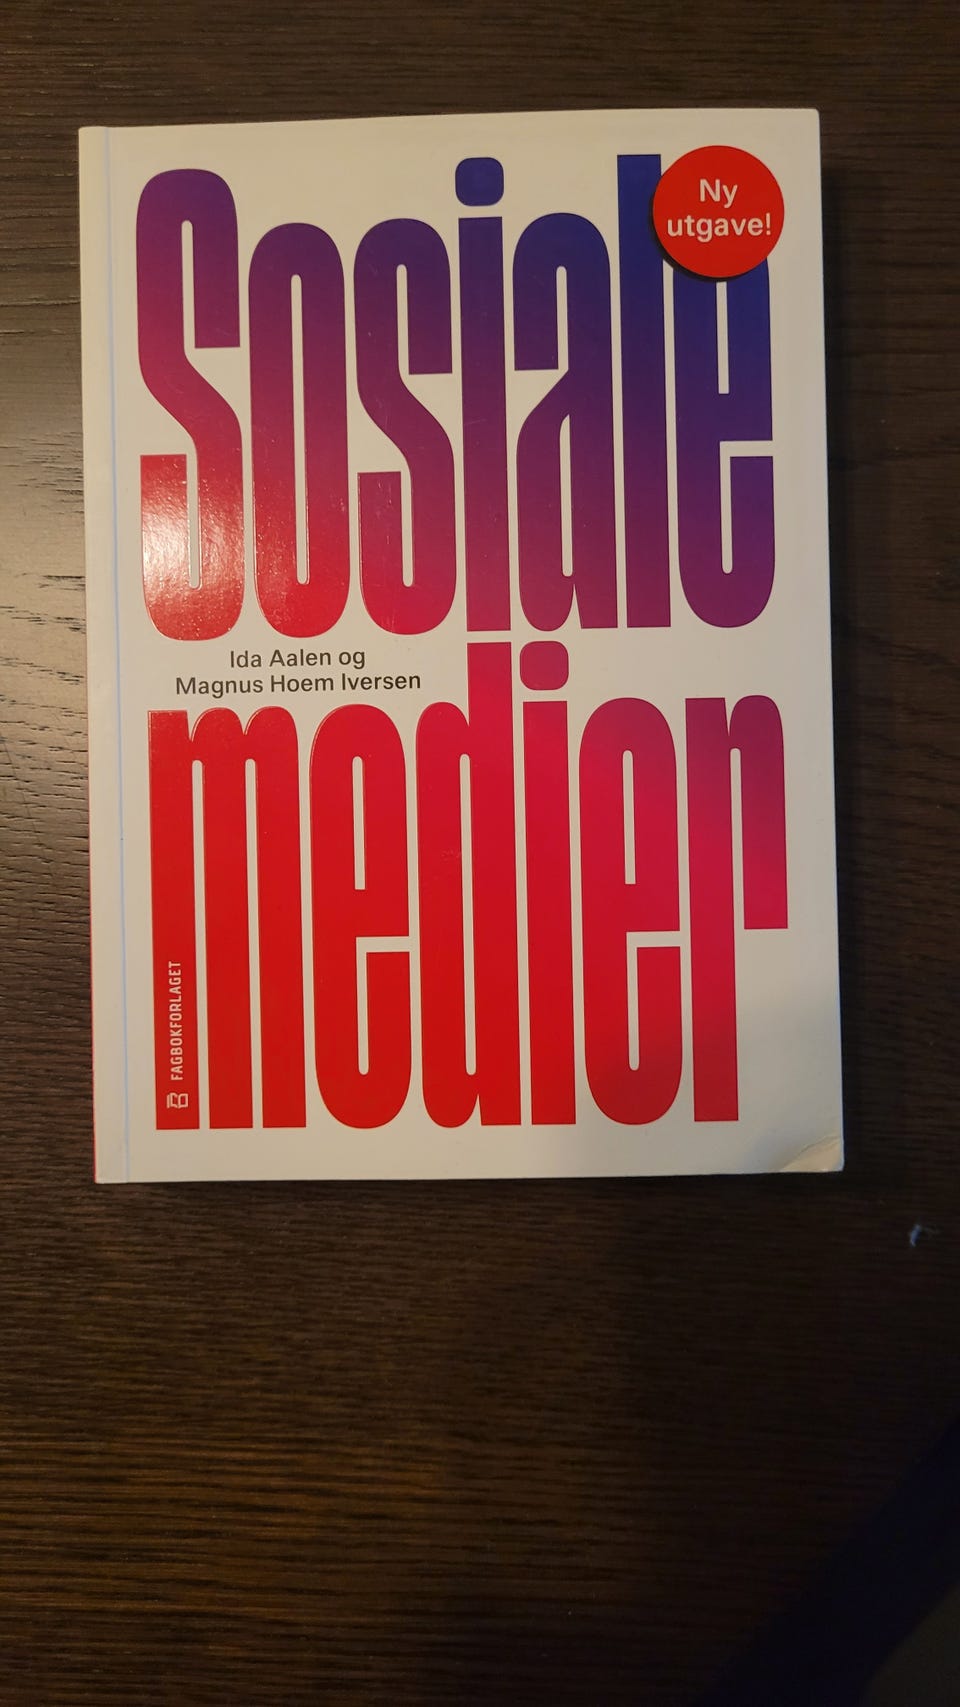 Sosiale
Ny
utgave!
Ida Aalen og
Magnus Hoem Iversen
medier
FAGBOKFORLAGET